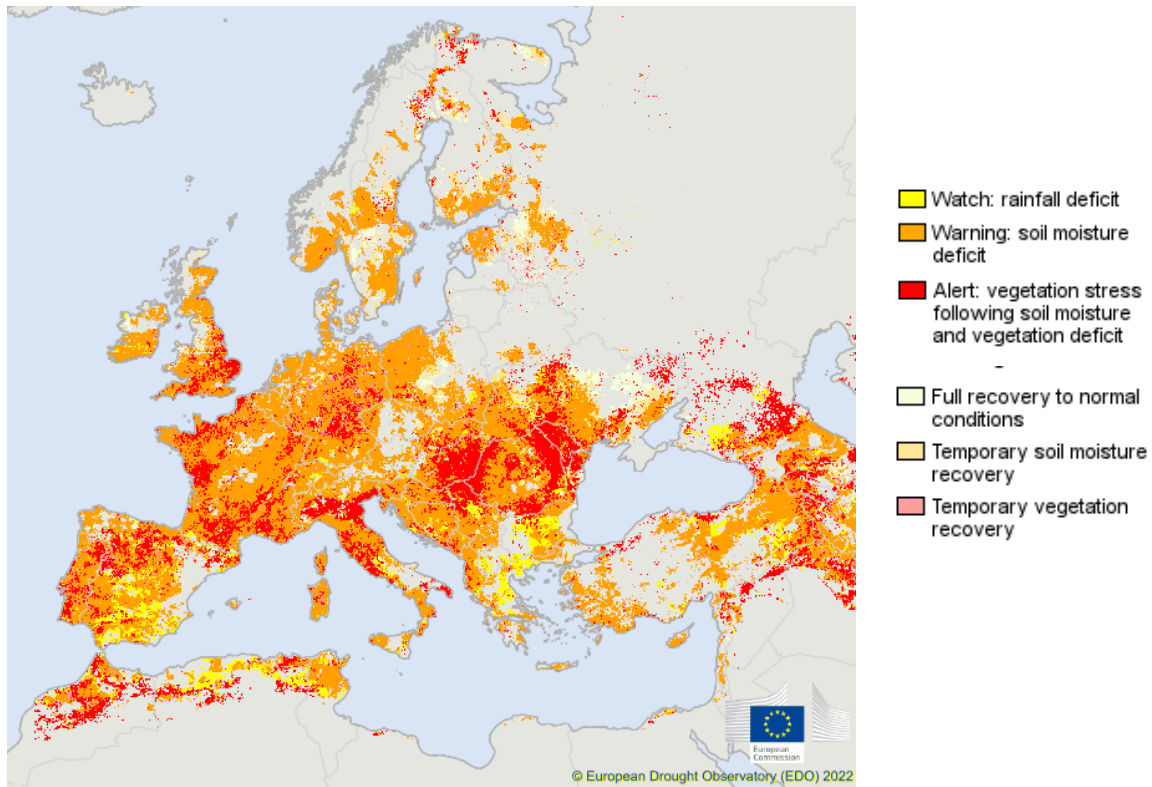 Watch: rainfall deficit
Warning: soil moisture
deficit
Alert: vegetation stress
following soil moisture
and vegetation deficit
-
Full recovery to normal
conditions
Temporary soil moisture
recovery
Temporary vegetation
recovery
European
Commission
© European Drought Observatory (EDO) 2022